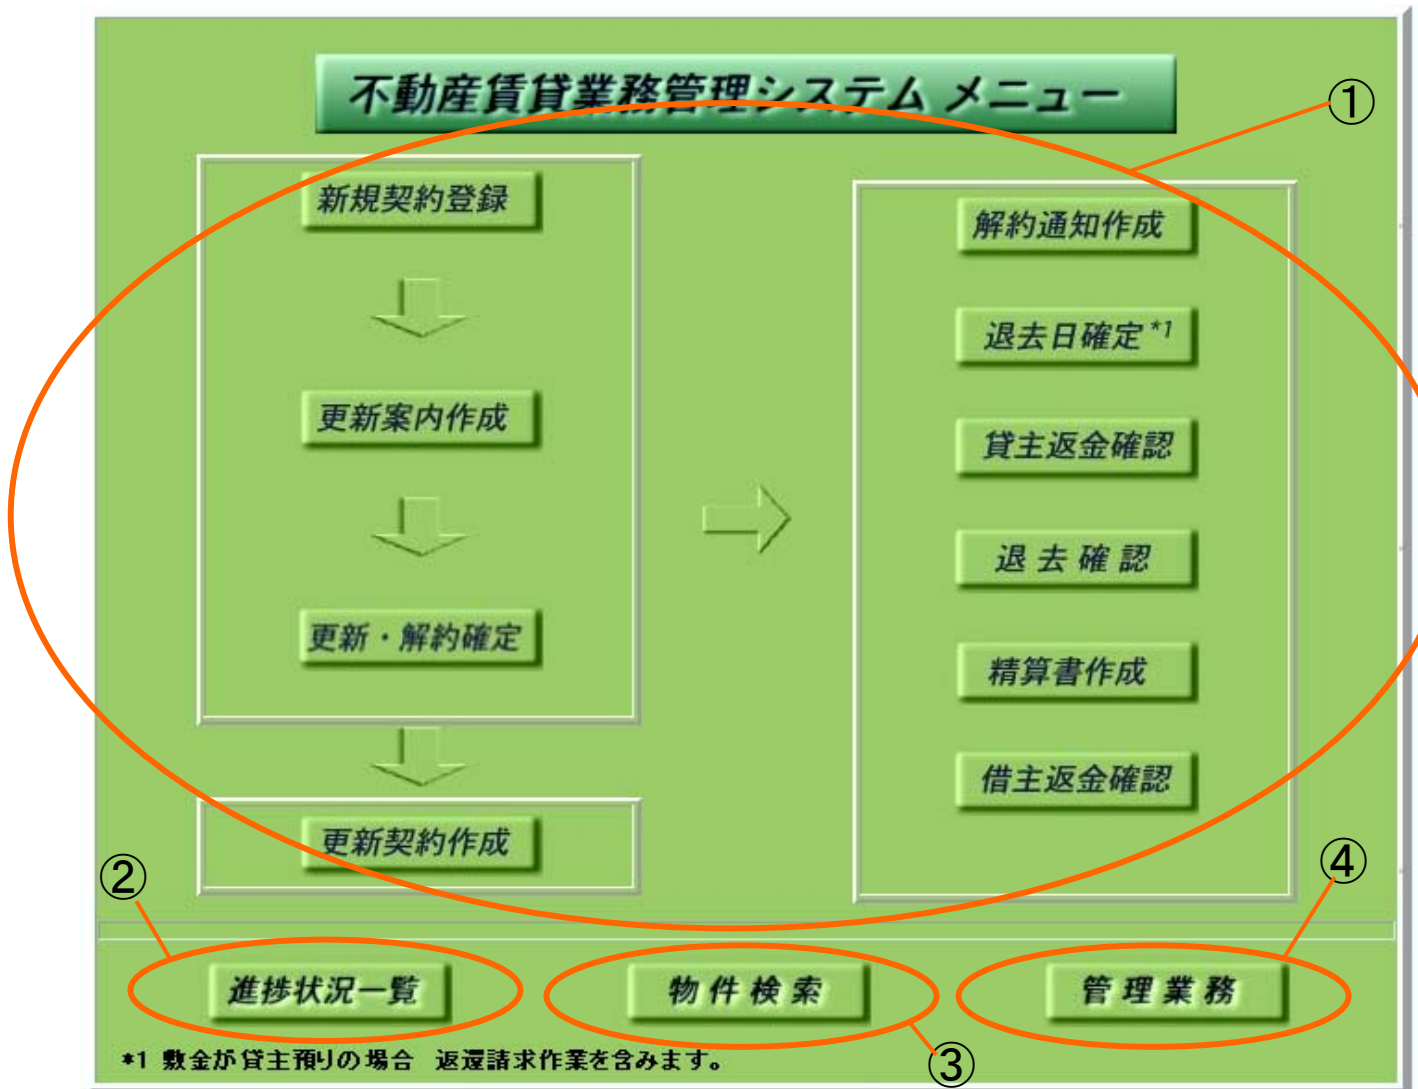 不動産賃貸業務管理システム メニュー
①
新規契約登録
更新案内作成
更新・解約確定
更新契約作成
解約通知作成
退去日確定*1
貸主返金確認
退去確認
精算書作成
借主返金確認
②
④
進捗状況一覧
物件検索
管理業務
③
*1 敷金が貸主預りの場合 返還請求作業を含みます。